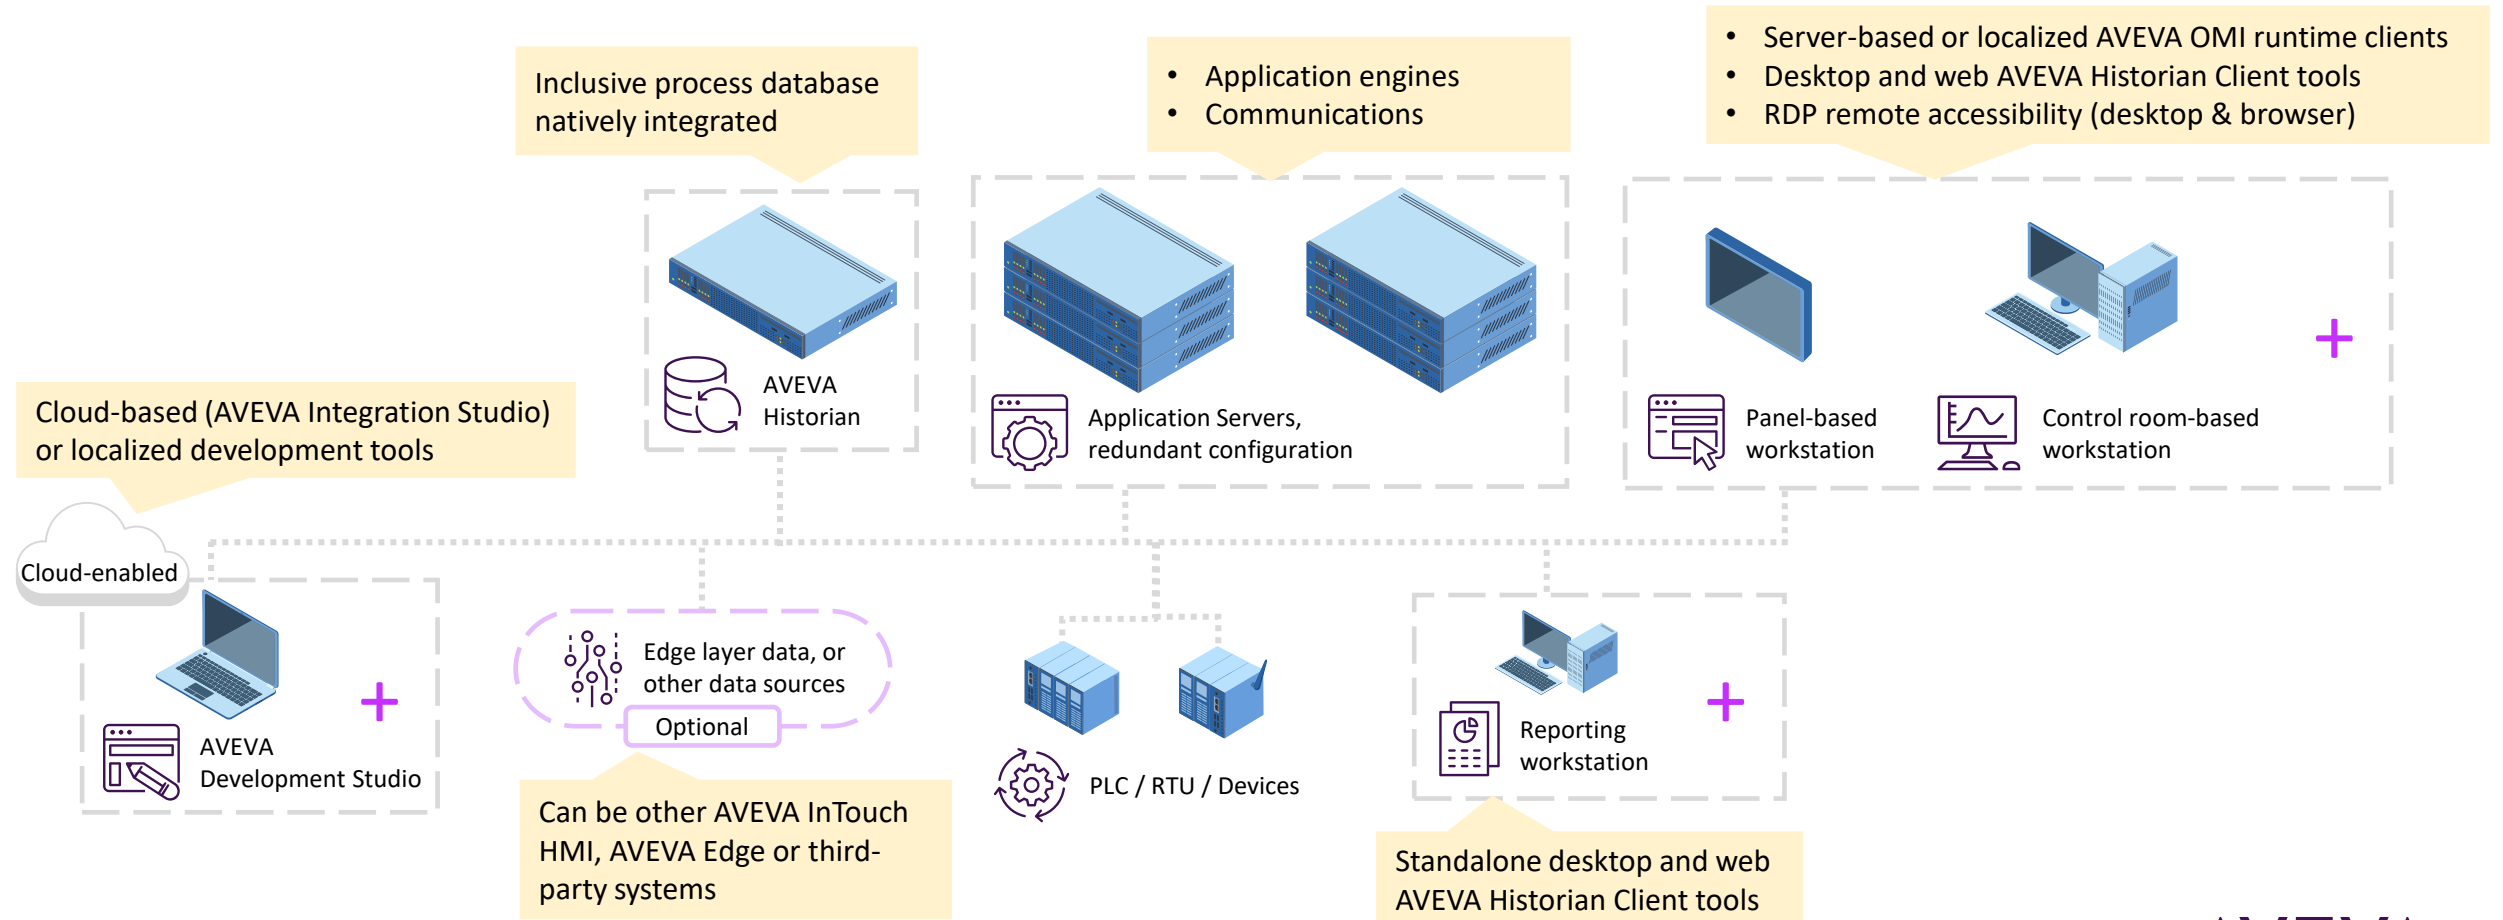 Inclusive process database
natively integrated
• Application engines
• Communications
• Server-based or localized AVEVA OMI runtime clients
• Desktop and web AVEVA Historian Client tools
• RDP remote accessibility (desktop & browser)
AVEVA
Historian
Application Servers,
redundant configuration
Panel-based
workstation
Control room-based
workstation
Cloud-based (AVEVA Integration Studio)
or localized development tools
Cloud-enabled
AVEVA
Development Studio
Edge layer data, or
other data sources
Optional
Can be other AVEVA InTouch
HMI, AVEVA Edge or third-
party systems
PLC / RTU / Devices
Reporting
workstation
Standalone desktop and web
AVEVA Historian Client tools